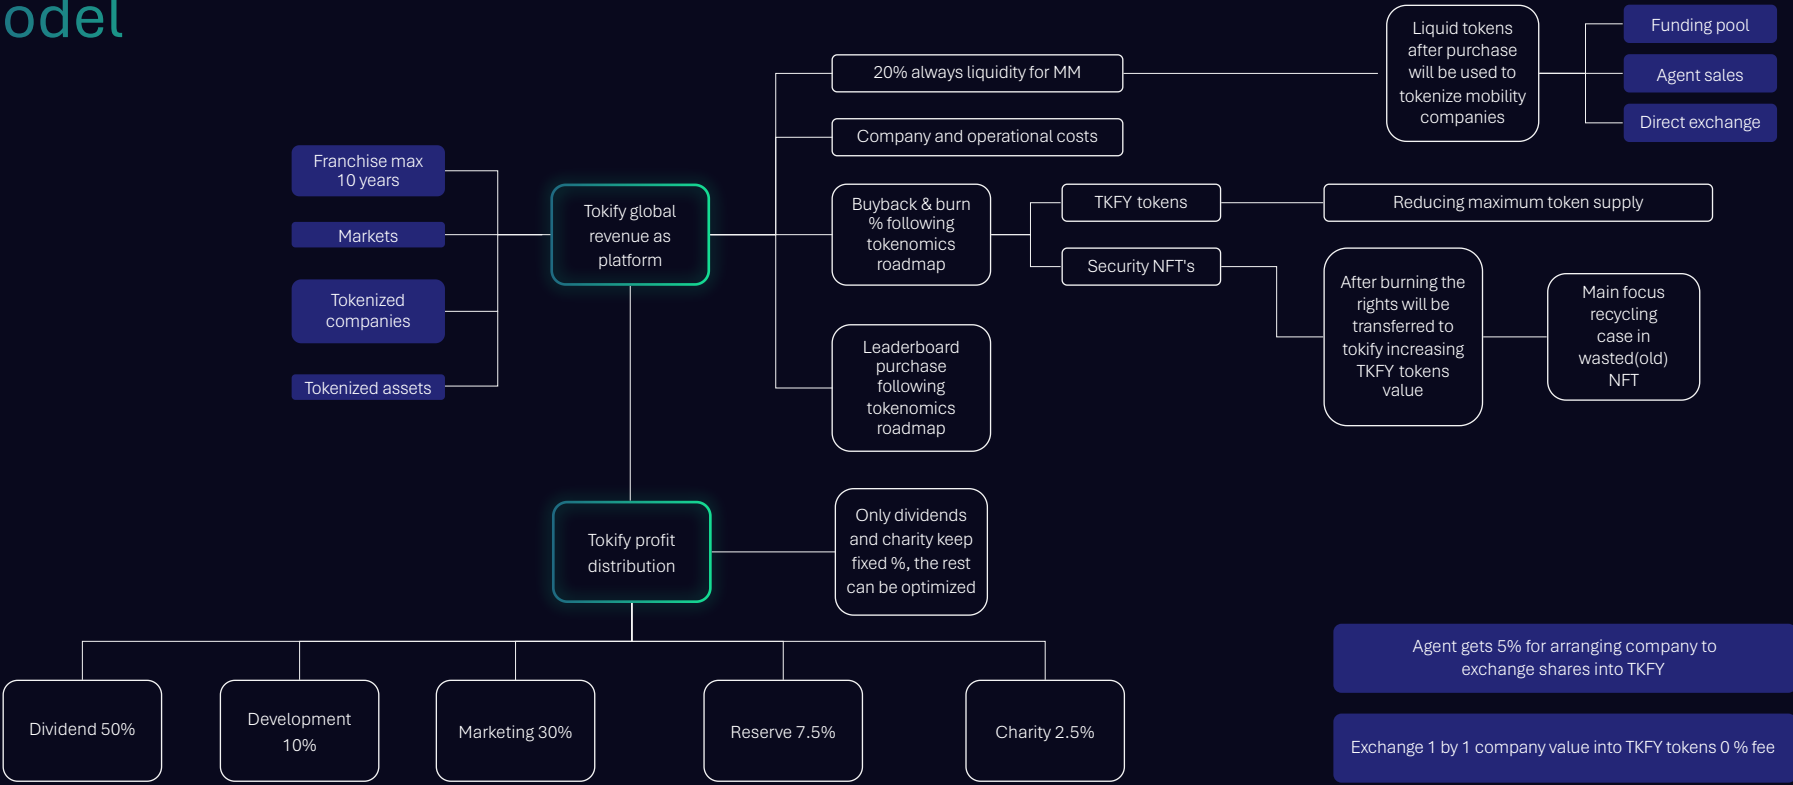 odel
Franchise max
10 years
Markets
Tokenized
companies
Tokenized assets
Tokify global
revenue as
platform
20% always liquidity for MM
Liquid tokens
after purchase
will be used to
tokenize mobility
companies
Funding pool
Agent sales
Direct exchange
Company and operational costs
Buyback & burn
% following
tokenomics
roadmap
TKFY tokens
Reducing maximum token supply
Security NFT's
After burning the
rights will be
transferred to
tokify increasing
TKFY tokens
value
Main focus
recycling
case in
wasted(old)
NFT
Leaderboard
purchase
following
tokenomics
roadmap
Tokify profit
distribution
Only dividends
and charity keep
fixed %, the rest
can be optimized
Dividend 50%
Development
10%
Marketing 30%
Reserve 7.5%
Charity 2.5%
Agent gets 5% for arranging company to
exchange shares into TKFY
Exchange 1 by 1 company value into TKFY tokens 0 % fee